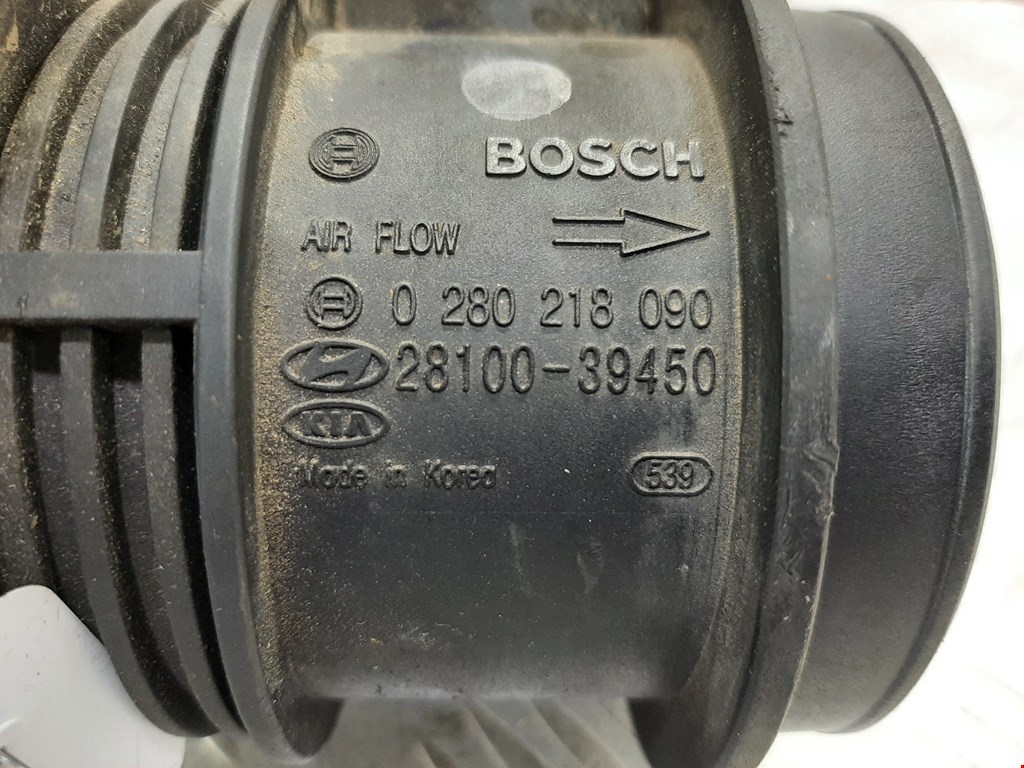 BOSCH
AIR FLOW
0 280 218 090
28100-39450
KIA
Made in Korea 539